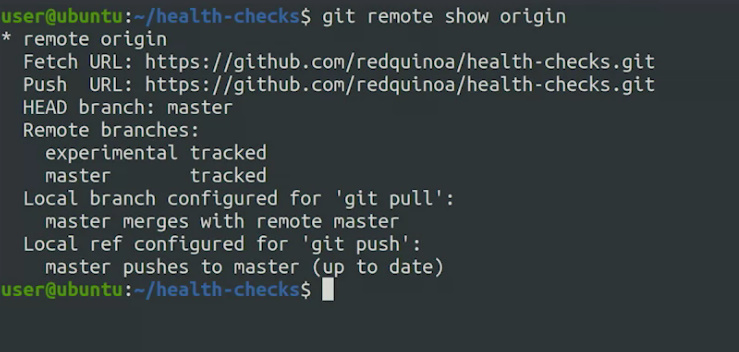 user@ubuntu:~/health-checks$ git remote show origin
* remote origin
  Fetch URL: https://github.com/redquinoa/health-checks.git
  Push  URL: https://github.com/redquinoa/health-checks.git
  HEAD branch: master
  Remote branches:
    experimental tracked
    master       tracked
  Local branch configured for 'git pull':
    master merges with remote master
  Local ref configured for 'git push':
    master pushes to master (up to date)
user@ubuntu:~/health-checks$